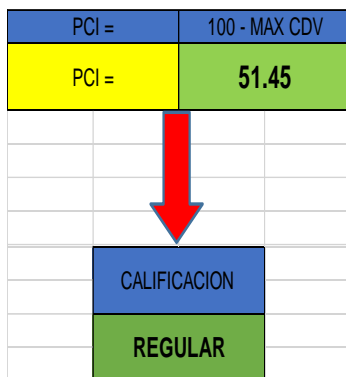 PCI = 100 - MAX CDV
PCI = 51.45
CALIFICACION
REGULAR